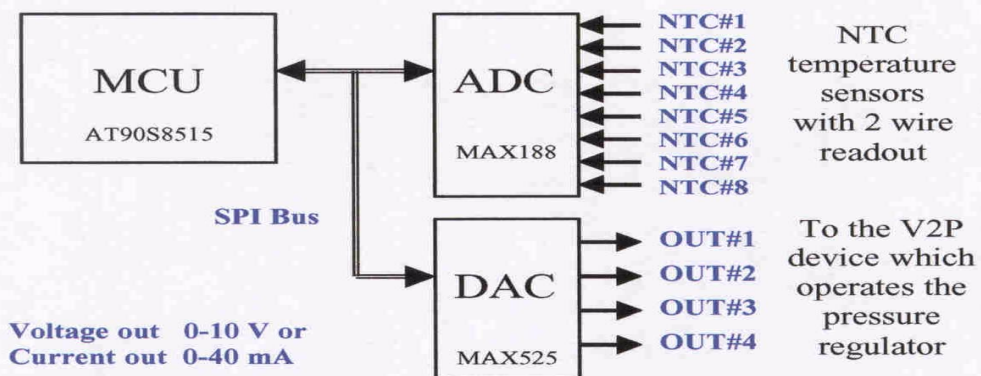 MCU
AT90S8515
ADC
MAX188
NTC#1
NTC#2
NTC#3
NTC#4
NTC#5
NTC#6
NTC#7
NTC#8
NTC
temperature
sensors
with 2 wire
readout
SPI Bus
DAC
MAX525
OUT#1
OUT#2
OUT#3
OUT#4
To the V2P
device which
operates the
pressure
regulator
Voltage out 0-10 V or
Current out 0-40 mA